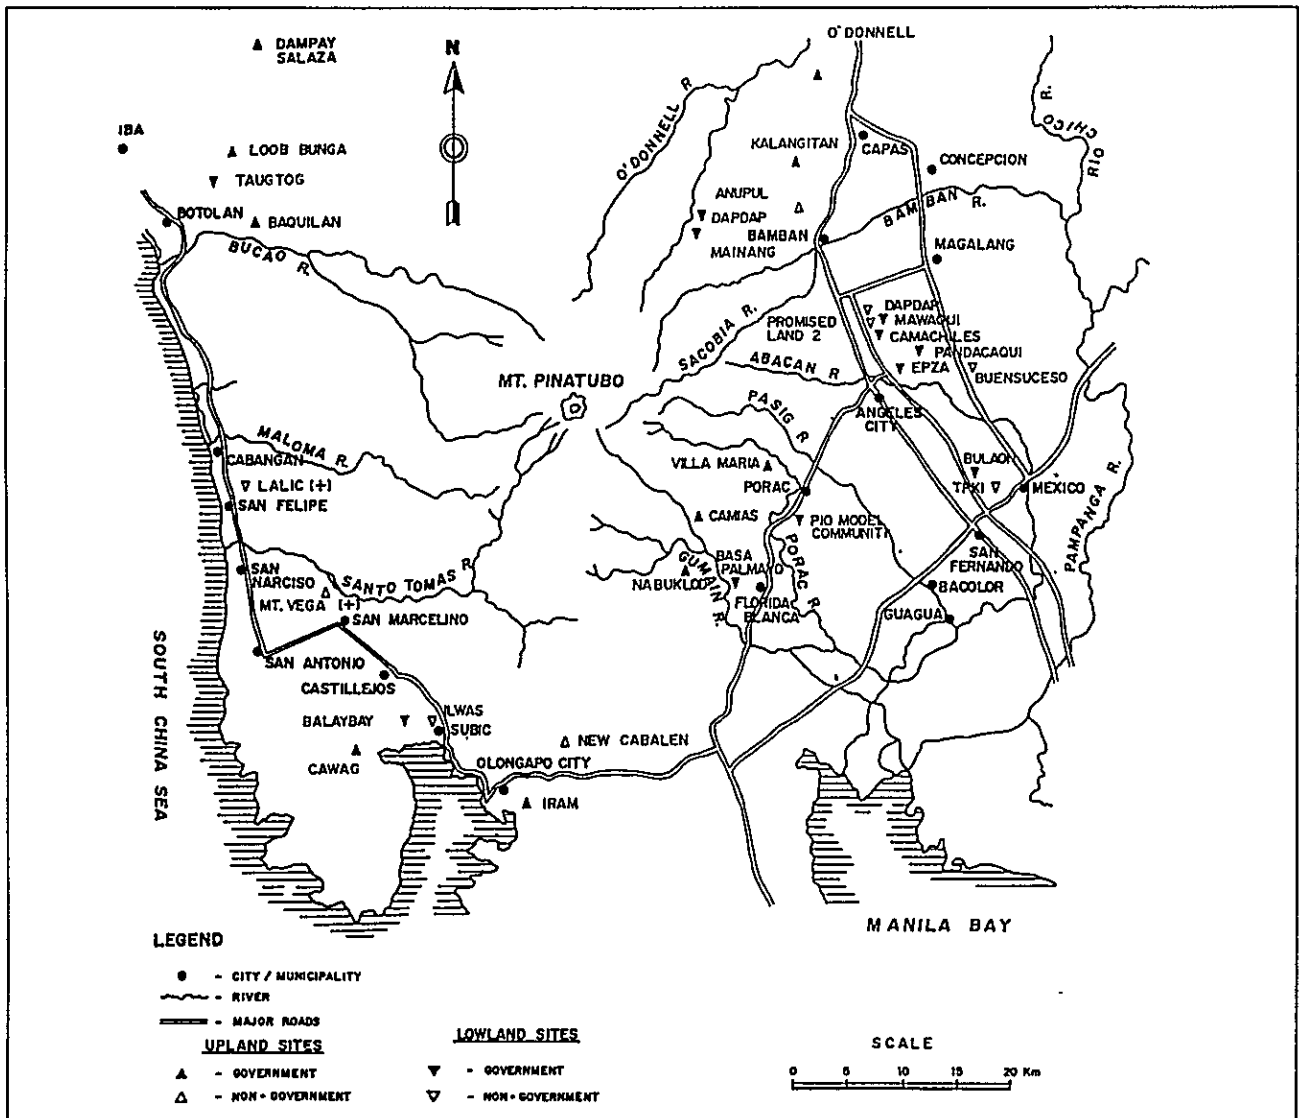 O'DONNELL
DAMPAY
SALAZA
N
IBA
LOOB BUNGA
TAUGTOG
BOTOLAN
BAQUILAN
BUCAO R.
O'DONNELL R
KALANGITAN
CAPAS
CONCEPCION
RIO CHICO R.
ANUPUL
DAPDAP
MAINANG
BAMBAN
BAMBAN R.
MAGALANG
PROMISED
LAND 2
SACOBIA R.
DAPDAP
MAWAQUI
CAMACHILES
PANDACAQUI
EPZA
BUENSUCESO
ABACAN R
MT. PINATUBO
PASIG R
ANGELES
CITY
MALOMA R.
CABANGAN
LALIC (+)
SAN FELIPE
VILLA MARIA
PORAC
BULAON
TPKI
MEXICO
PAMPANGA R.
CAMIAS
PIO MODEL
COMMUNITI
SAN
NARCISO
SANTO TOMAS R
MT. VEGA (+)
SAN MARCELINO
GUMAIN R.
BASA
PALMAYO
NABUKLOD
FLORIDA
BLANCA
PORAC R.
SAN
FERNANDO
BACOLOR
GUAGUA
SOUTH CHINA SEA
SAN ANTONIO
CASTILLEJOS
BALAYBAY
ILWAS
SUBIC
CAWAG
NEW CABALEN
OLONGAPO CITY
IRAM
MANILA BAY
LEGEND
- CITY / MUNICIPALITY
- RIVER
- MAJOR ROADS
UPLAND SITES
- GOVERNMENT
- NON-GOVERNMENT
LOWLAND SITES
- GOVERNMENT
- NON-GOVERNMENT
SCALE
0 5 10 15 20 Km